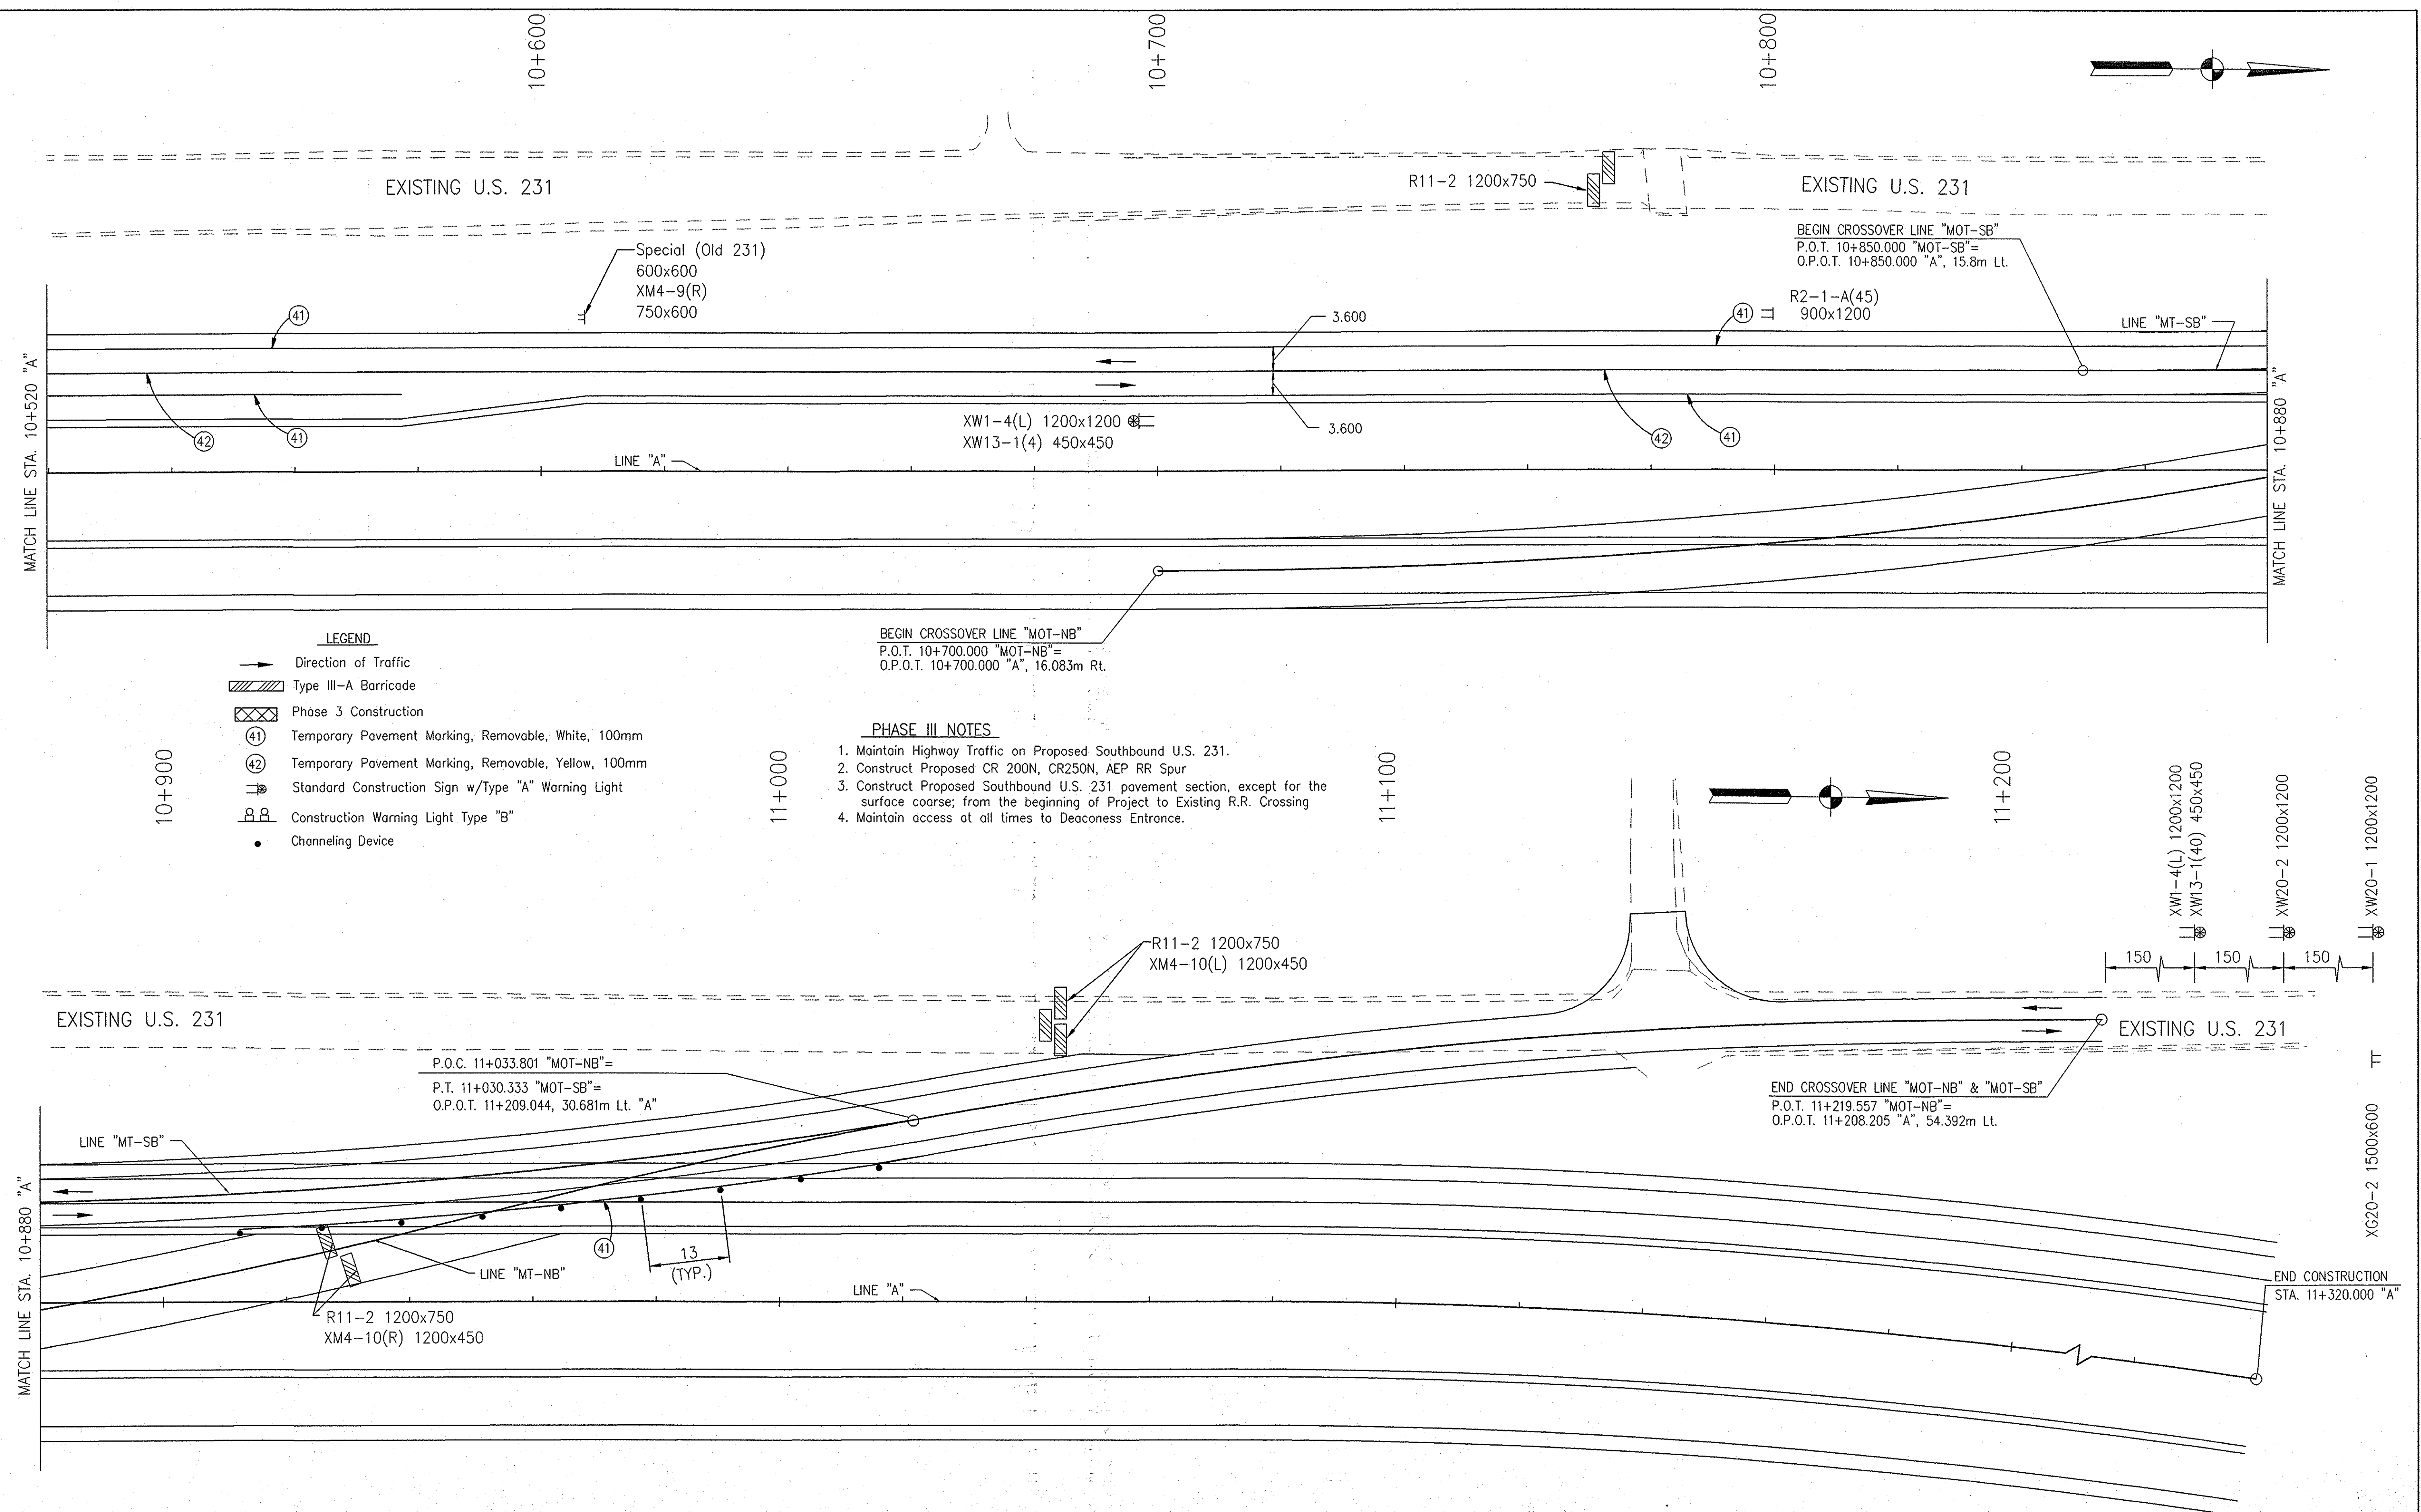 10+600
10+700
10+800
EXISTING U.S. 231
R11-2 1200x750
EXISTING U.S. 231
Special (Old 231)
600x600
XM4-9(R)
750x600
BEGIN CROSSOVER LINE "MOT-SB"
P.O.T. 10+850.000 "MOT-SB"=
O.P.O.T. 10+850.000 "A", 15.8m Lt.
41
3.600
41
R2-1-A(45)
900x1200
LINE "MT-SB"
MATCH LINE STA. 10+520 "A"
42
41
XW1-4(L) 1200x1200
XW13-1(4) 450x450
3.600
42
41
LINE "A"
MATCH LINE STA. 10+880 "A"
BEGIN CROSSOVER LINE "MOT-NB"
P.O.T. 10+700.000 "MOT-NB"=
O.P.O.T. 10+700.000 "A", 16.083m Rt.
LEGEND
Direction of Traffic
Type III-A Barricade
Phase 3 Construction
41 Temporary Pavement Marking, Removable, White, 100mm
42 Temporary Pavement Marking, Removable, Yellow, 100mm
Standard Construction Sign w/Type "A" Warning Light
Construction Warning Light Type "B"
Channeling Device
PHASE III NOTES
1. Maintain Highway Traffic on Proposed Southbound U.S. 231.
2. Construct Proposed CR 200N, CR250N, AEP RR Spur
3. Construct Proposed Southbound U.S. 231 pavement section, except for the
surface coarse; from the beginning of Project to Existing R.R. Crossing
4. Maintain access at all times to Deaconess Entrance.
10+900
11+000
11+100
11+200
XW1-4(L) 1200x1200
XW13-1(40) 450x450
XW20-2 1200x1200
XW20-1 1200x1200
150
150
150
R11-2 1200x750
XM4-10(L) 1200x450
EXISTING U.S. 231
EXISTING U.S. 231
P.O.C. 11+033.801 "MOT-NB"=
P.T. 11+030.333 "MOT-SB"=
O.P.O.T. 11+209.044, 30.681m Lt. "A"
END CROSSOVER LINE "MOT-NB" & "MOT-SB"
P.O.T. 11+219.557 "MOT-NB"=
O.P.O.T. 11+208.205 "A", 54.392m Lt.
XG20-2 1500x600
LINE "MT-SB"
MATCH LINE STA. 10+880 "A"
41
13
(TYP.)
LINE "MT-NB"
LINE "A"
R11-2 1200x750
XM4-10(R) 1200x450
END CONSTRUCTION
STA. 11+320.000 "A"